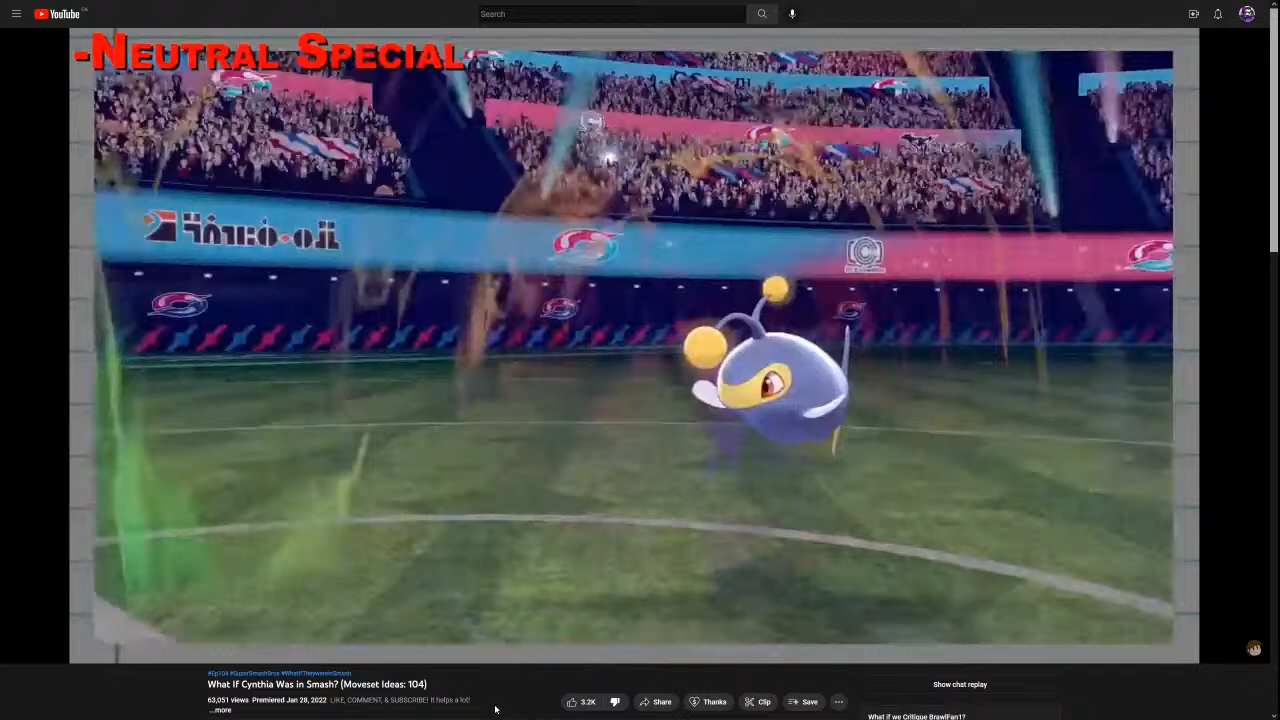 YouTube CA
Search
-NEUTRAL SPECIAL
#Ep104 #SuperSmashBros #WhatIfTheywereinSmash
What If Cynthia Was in Smash? (Moveset Ideas: 104)
63,051 views Premiered Jan 28, 2022 LIKE, COMMENT, & SUBSCRIBE! It helps a lot!
...more
3.2K
Share
Thanks
Clip
Save
Show chat replay
What if we Critique BrawlFan1?